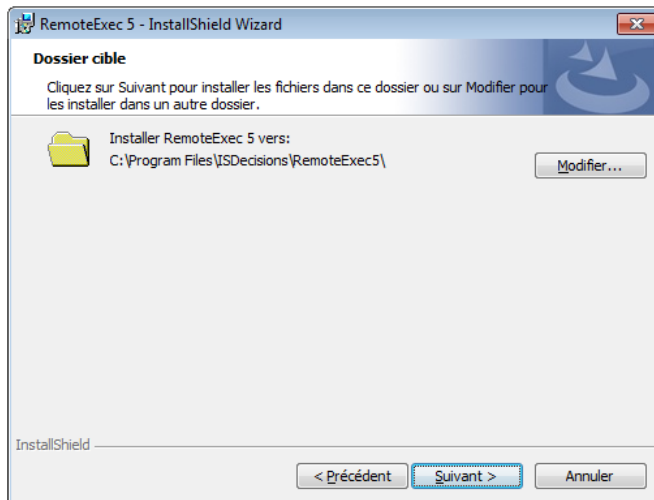 RemoteExec 5 - InstallShield Wizard
Dossier cible
Cliquez sur Suivant pour installer les fichiers dans ce dossier ou sur Modifier pour
les installer dans un autre dossier.
Installer RemoteExec 5 vers:
C:\Program Files\ISDecisions\RemoteExec5\
Modifier...
InstallShield
< Précédent
Suivant >
Annuler